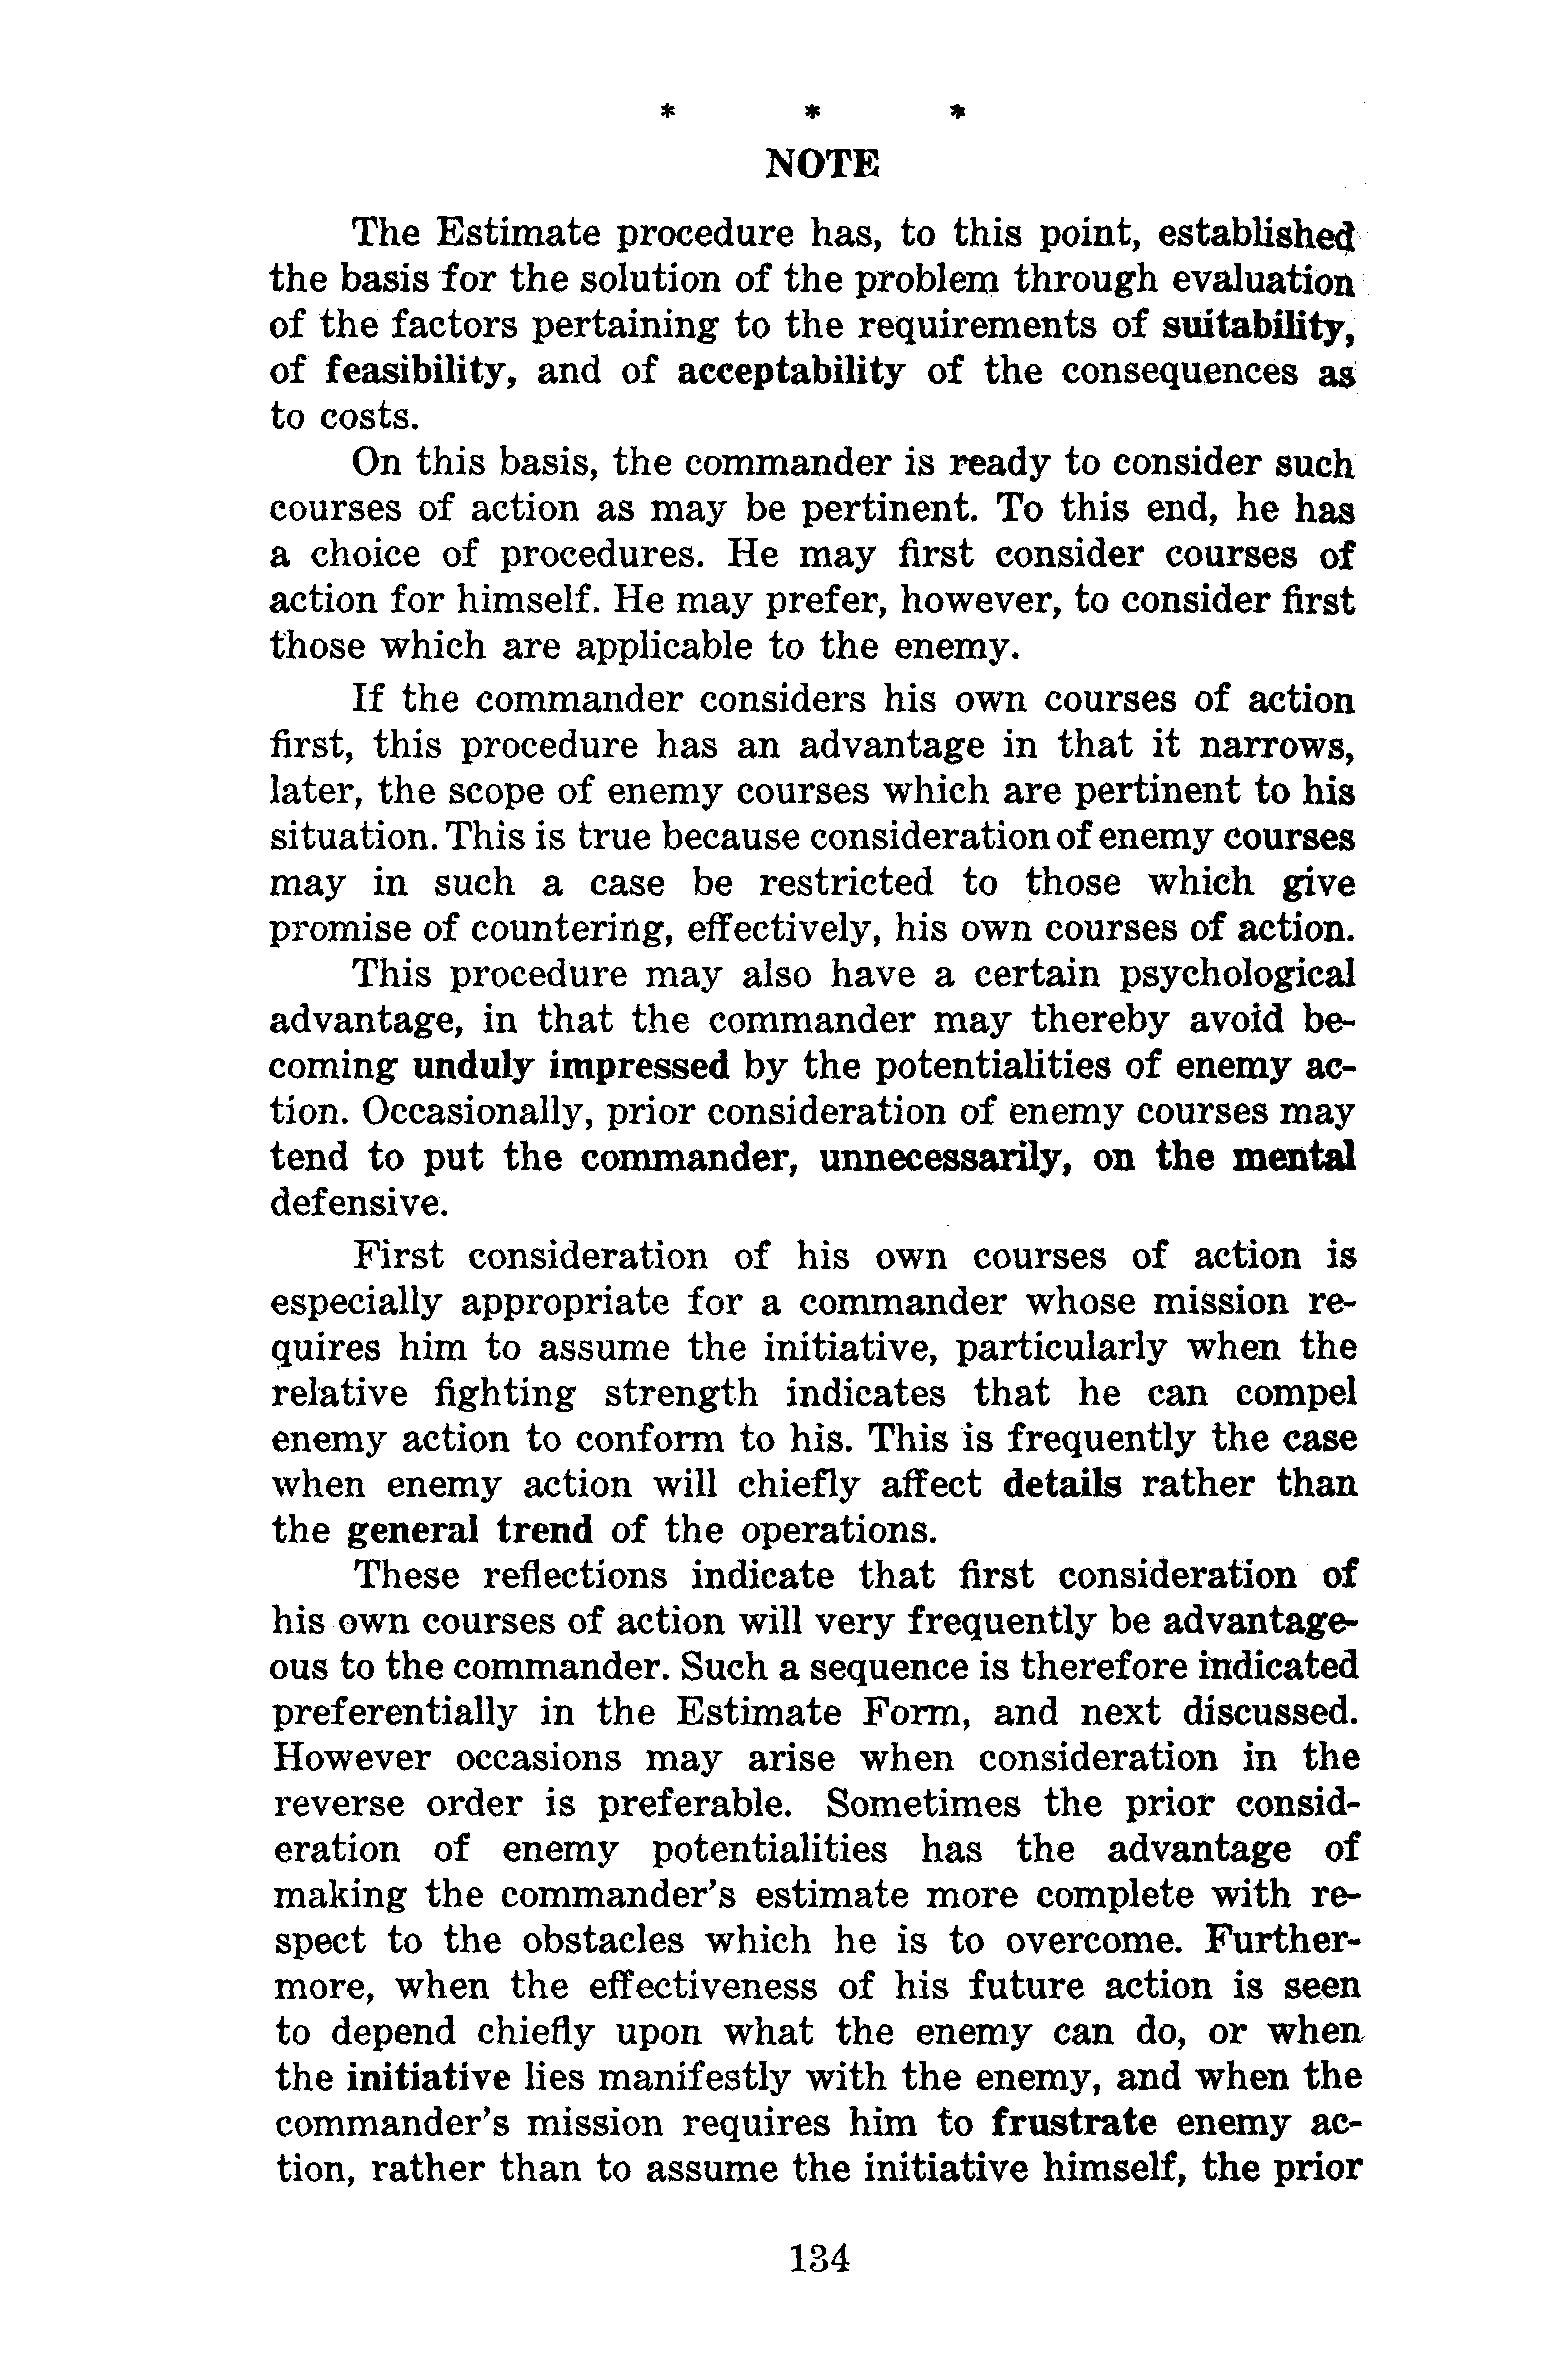 * * *
NOTE
The Estimate procedure has, to this point, established
the basis for the solution of the problem through evaluation
of the factors pertaining to the requirements of suitability,
of feasibility, and of acceptability of the consequences as
to costs.
On this basis, the commander is ready to consider such
courses of action as may be pertinent. To this end, he has
a choice of procedures. He may first consider courses of
action for himself. He may prefer, however, to consider first
those which are applicable to the enemy.
If the commander considers his own courses of action
first, this procedure has an advantage in that it narrows,
later, the scope of enemy courses which are pertinent to his
situation. This is true because consideration of enemy courses
may in such a case be restricted to those which give
promise of countering, effectively, his own courses of action.
This procedure may also have a certain psychological
advantage, in that the commander may thereby avoid be-
coming unduly impressed by the potentialities of enemy ac-
tion. Occasionally, prior consideration of enemy courses may
tend to put the commander, unnecessarily, on the mental
defensive.
First consideration of his own courses of action is
especially appropriate for a commander whose mission re-
quires him to assume the initiative, particularly when the
relative fighting strength indicates that he can compel
enemy action to conform to his. This is frequently the case
when enemy action will chiefly affect details rather than
the general trend of the operations.
These reflections indicate that first consideration of
his own courses of action will very frequently be advantage-
ous to the commander. Such a sequence is therefore indicated
preferentially in the Estimate Form, and next discussed.
However occasions may arise when consideration in the
reverse order is preferable. Sometimes the prior consid-
eration of enemy potentialities has the advantage of
making the commander's estimate more complete with re-
spect to the obstacles which he is to overcome. Further-
more, when the effectiveness of his future action is seen
to depend chiefly upon what the enemy can do, or when
the initiative lies manifestly with the enemy, and when the
commander's mission requires him to frustrate enemy ac-
tion, rather than to assume the initiative himself, the prior
134